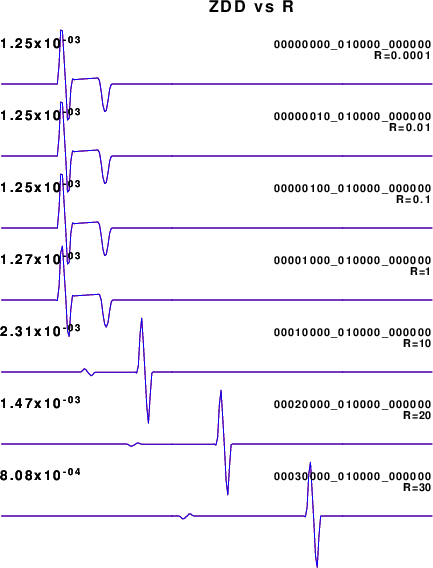 ZDD vs R
1.25x10-03
00000000_010000_000000
R=0.0001
1.25x10-03
00000010_010000_000000
R=0.01
1.25x10-03
00000100_010000_000000
R=0.1
1.27x10-03
00001000_010000_000000
R=1
2.31x10-03
00010000_010000_000000
R=10
1.47x10-03
00020000_010000_000000
R=20
8.08x10-04
00030000_010000_000000
R=30